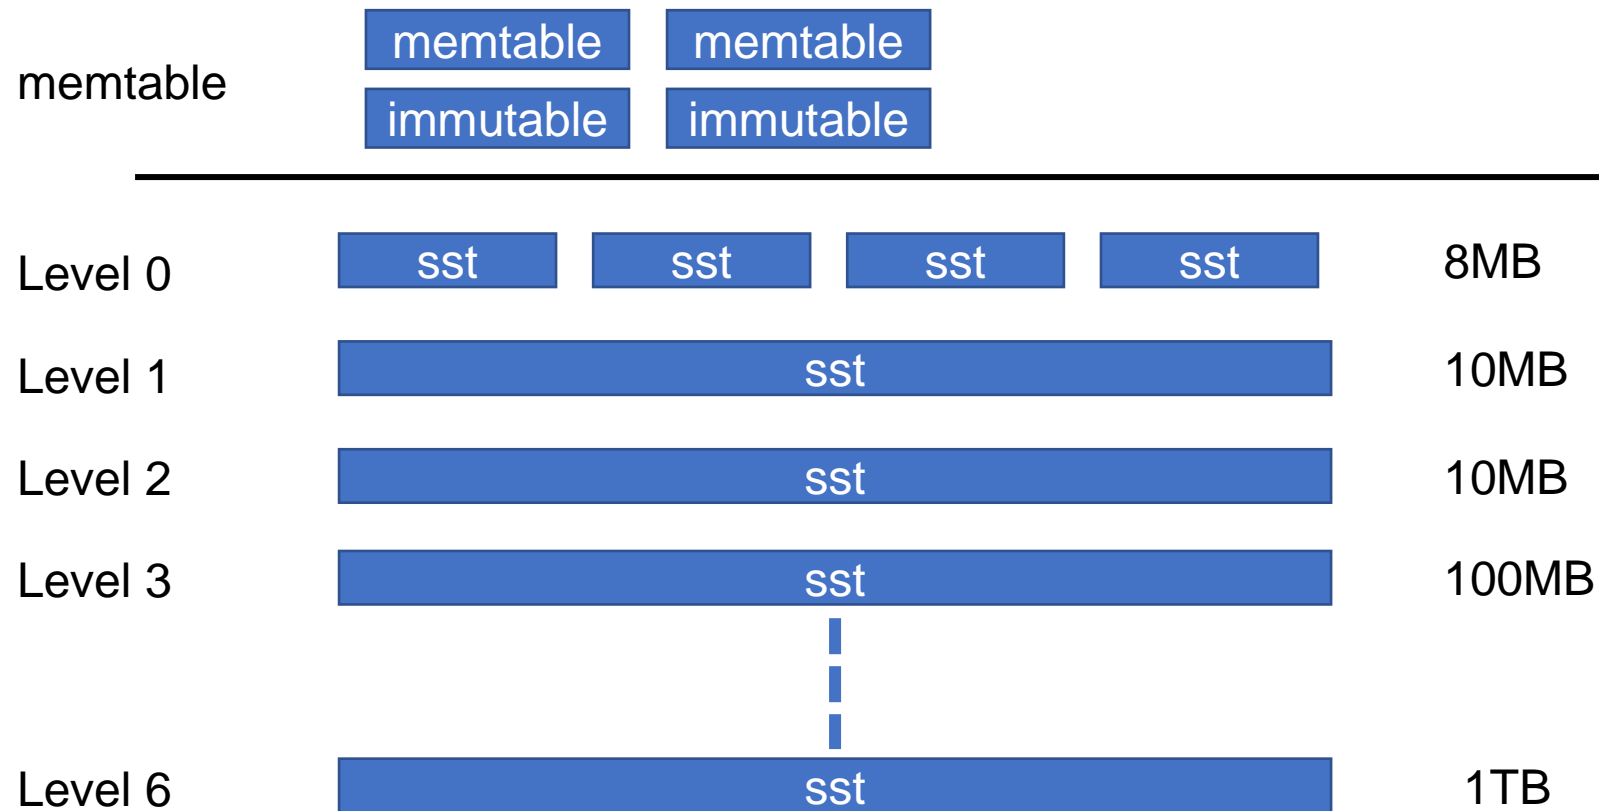 memtable memtable
memtable
immutable immutable
Level 0 sst sst sst sst 8MB
Level 1 sst 10MB
Level 2 sst 10MB
Level 3 sst 100MB
Level 6 sst 1TB